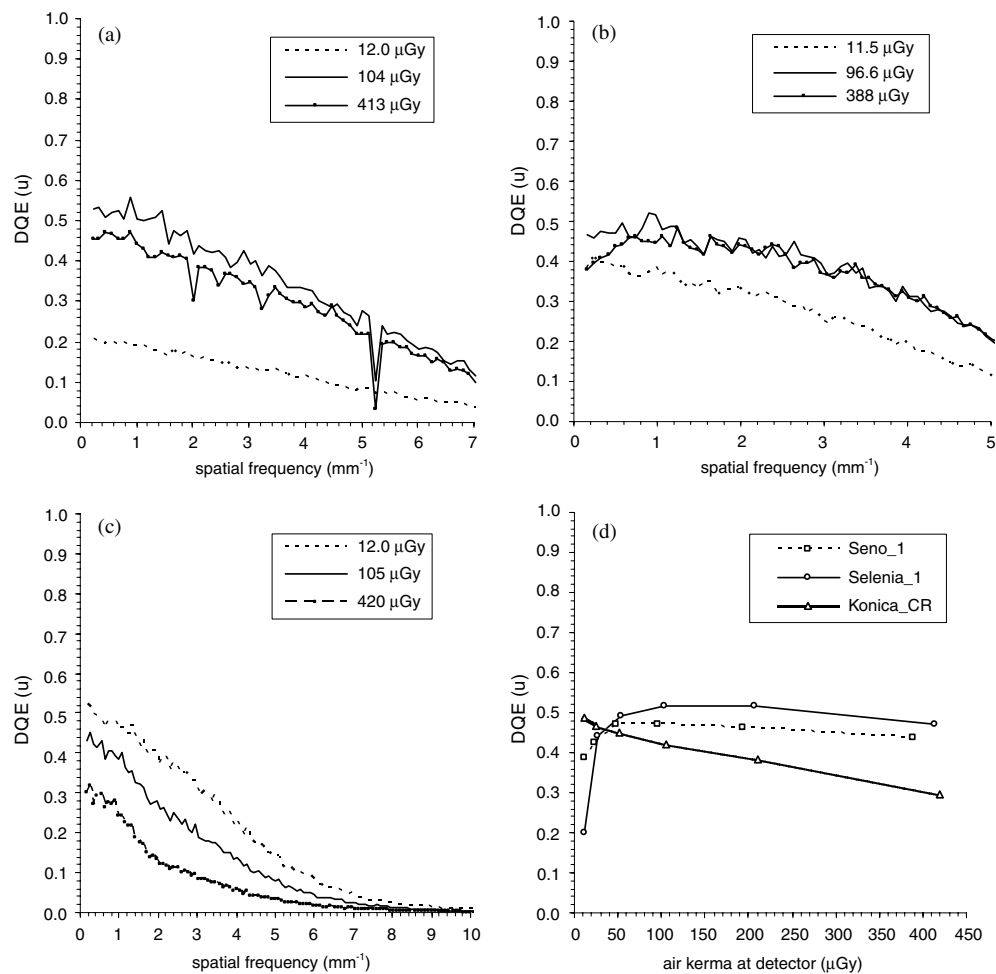 (a)
12.0 µGy
104 µGy
413 µGy
1.0
0.9
0.8
0.7
0.6
0.5
0.4
0.3
0.2
0.1
0.0
DQE (u)
0 1 2 3 4 5 6 7
spatial frequency (mm⁻¹)
(b)
11.5 µGy
96.6 µGy
388 µGy
1.0
0.9
0.8
0.7
0.6
0.5
0.4
0.3
0.2
0.1
0.0
DQE (u)
0 1 2 3 4 5
spatial frequency (mm⁻¹)
(c)
12.0 µGy
105 µGy
420 µGy
1.0
0.9
0.8
0.7
0.6
0.5
0.4
0.3
0.2
0.1
0.0
DQE (u)
0 1 2 3 4 5 6 7 8 9 10
spatial frequency (mm⁻¹)
(d)
Seno_1
Selenia_1
Konica_CR
1.0
0.9
0.8
0.7
0.6
0.5
0.4
0.3
0.2
0.1
0.0
DQE (u)
0 50 100 150 200 250 300 350 400 450
air kerma at detector (µGy)